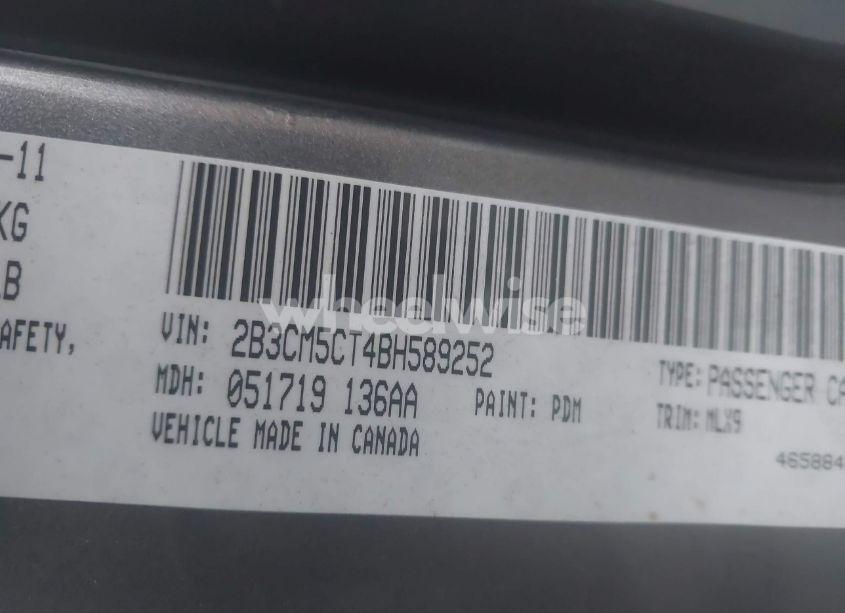 -11
KG
LB
AFETY,
wheelwise
VIN: 2B3CM5CT4BH589252
MDH: 051719 136AA
PAINT: PDM
VEHICLE MADE IN CANADA
TYPE: PASSENGER CA
TRIM: MLX9
465884